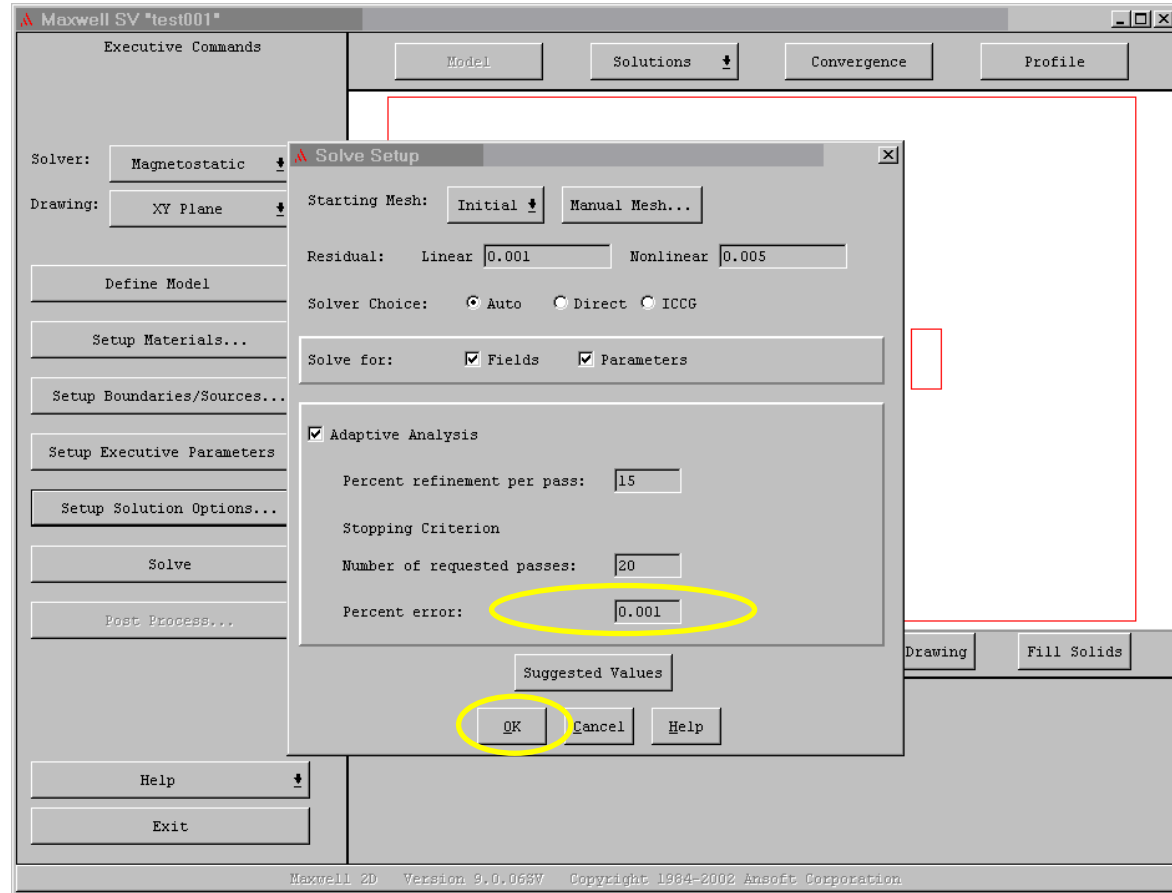 Maxwell SV "test001"
Executive Commands
Model Solutions Convergence Profile
Solver: Magnetostatic
Drawing: XY Plane
Define Model
Setup Materials...
Setup Boundaries/Sources...
Setup Executive Parameters
Setup Solution Options...
Solve
Post Process...
Help
Exit
Solve Setup
Starting Mesh: Initial Manual Mesh...
Residual: Linear 0.001 Nonlinear 0.005
Solver Choice: Auto Direct ICCG
Solve for: Fields Parameters
Adaptive Analysis
Percent refinement per pass: 15
Stopping Criterion
Number of requested passes: 20
Percent error: 0.001
Suggested Values
OK Cancel Help
Drawing Fill Solids
Maxwell 2D Version 9.0.06SV Copyright 1984-2002 Ansoft Corporation